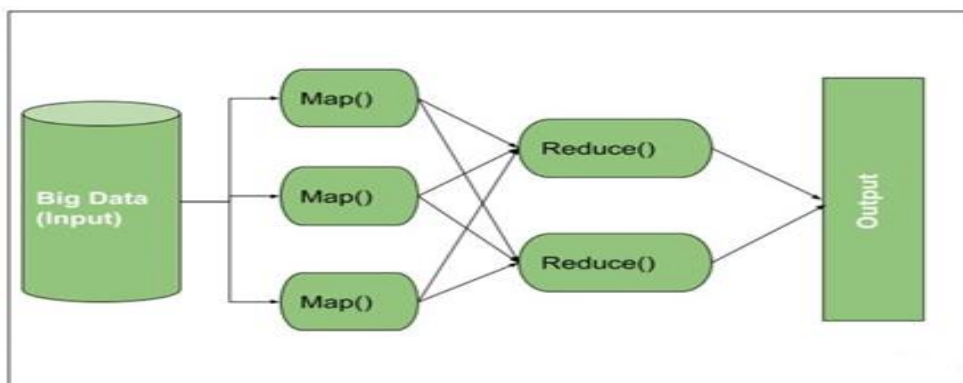 Big Data
(Input)
Map()
Map()
Map()
Reduce()
Reduce()
Output